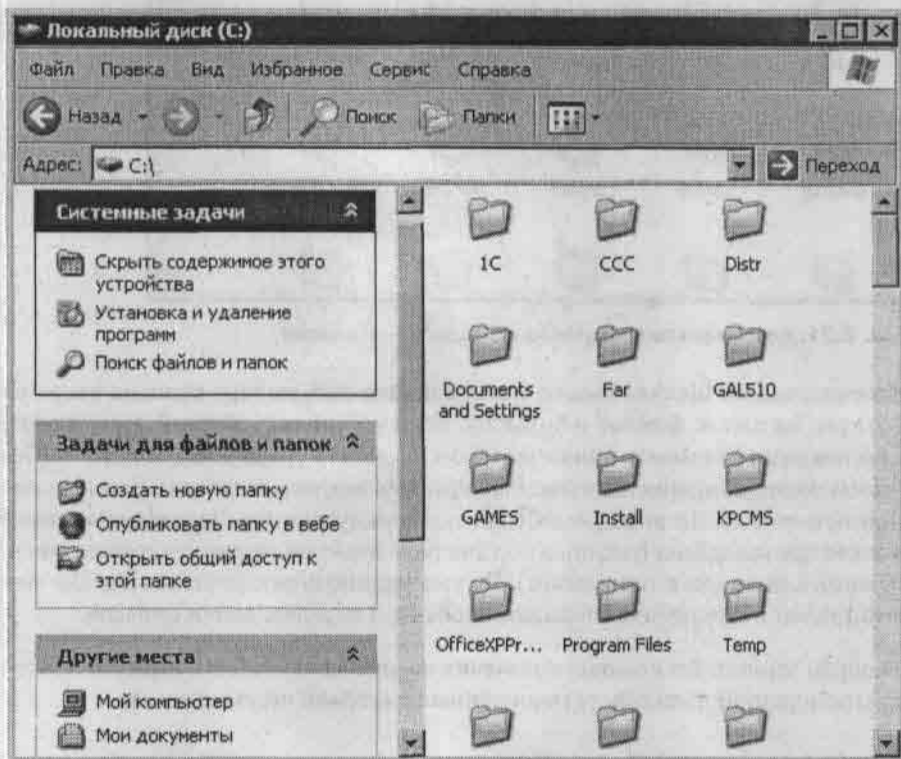 Локальный диск (C:)
Файл Правка Вид Избранное Сервис Справка
Назад Поиск Папки
Адрес: C:\ Переход
Системные задачи
Скрыть содержимое этого
устройства
Установка и удаление
программ
Поиск файлов и папок
Задачи для файлов и папок
Создать новую папку
Опубликовать папку в вебе
Открыть общий доступ к
этой папке
Другие места
Мой компьютер
Мои документы
1C CCC Distr
Documents
and Settings
Far GAL510
GAMES Install KPCMS
OfficeXPPr... Program Files Temp